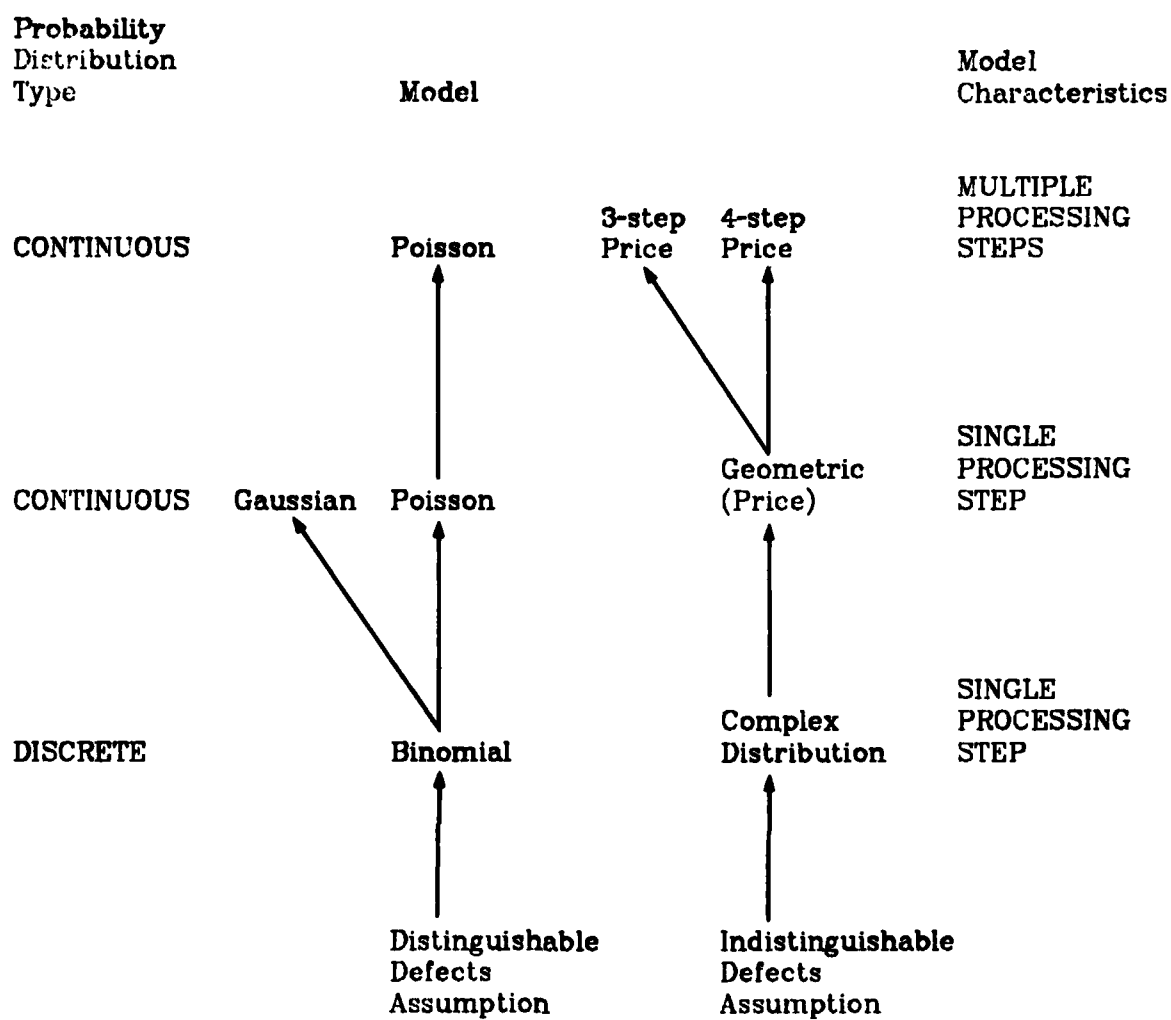 Probability
Distribution
Type
Model
Model
Characteristics
CONTINUOUS
Poisson
3-step
Price
4-step
Price
MULTIPLE
PROCESSING
STEPS
CONTINUOUS
Gaussian
Poisson
Geometric
(Price)
SINGLE
PROCESSING
STEP
DISCRETE
Binomial
Complex
Distribution
SINGLE
PROCESSING
STEP
Distinguishable
Defects
Assumption
Indistinguishable
Defects
Assumption